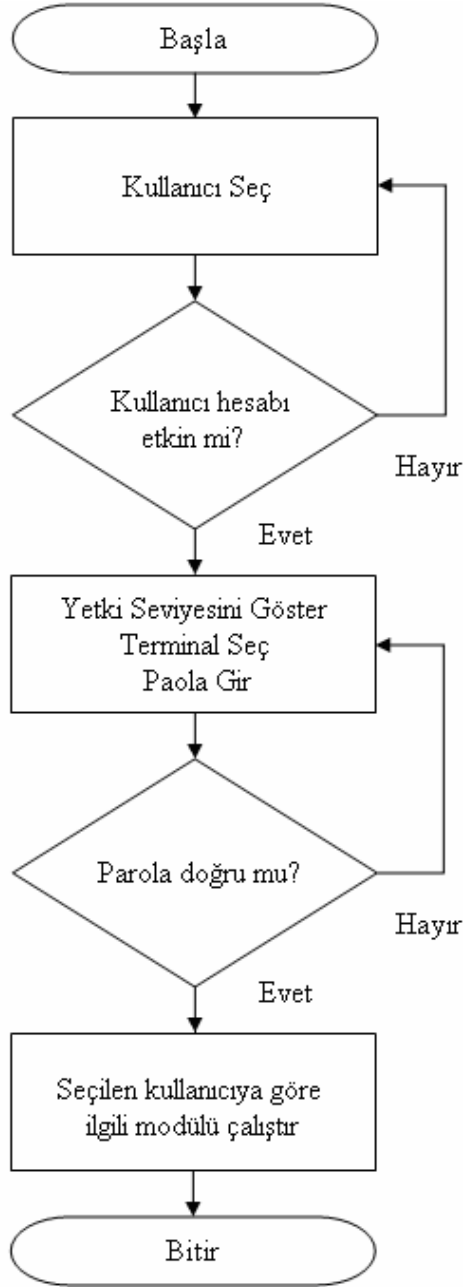 Başla
Kullanıcı Seç
Kullanıcı hesabı
etkin mi?
Hayır
Evet
Yetki Seviyesini Göster
Terminal Seç
Paola Gir
Parola doğru mu?
Hayır
Evet
Seçilen kullanıcıya göre
ilgili modülü çalıştır
Bitir